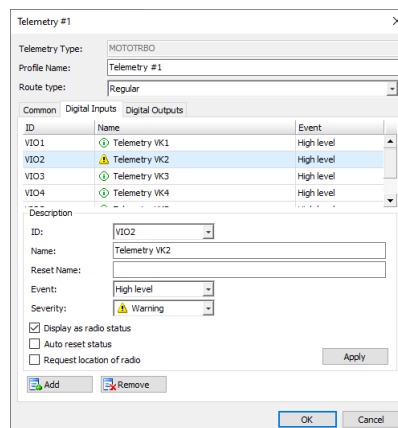 Telemetry #1
Telemetry Type: MOTOTRBO
Profile Name: Telemetry #1
Route type: Regular
Common Digital Inputs Digital Outputs
ID Name Event
VIO1 Telemetry VK1 High level
VIO2 Telemetry VK2 High level
VIO3 Telemetry VK3 High level
VIO4 Telemetry VK4 High level
Description
ID: VIO2
Name: Telemetry VK2
Reset Name:
Event: High level
Severity: Warning
Display as radio status
Auto reset status
Request location of radio
Apply
Add Remove
OK Cancel